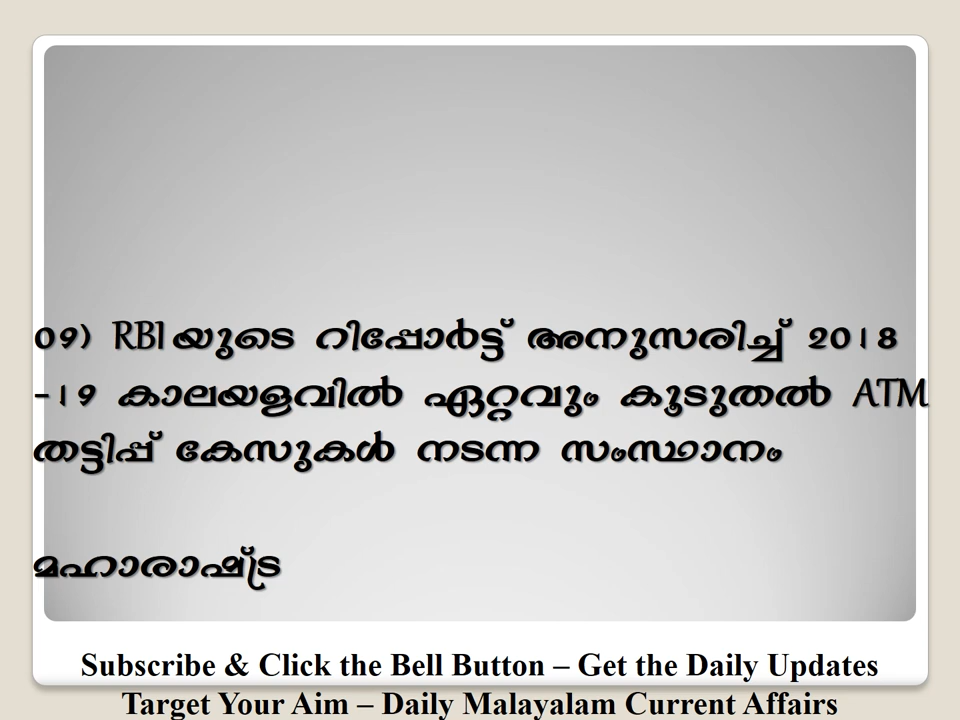 09) RBIയുടെ റിപ്പോർട്ട് അനുസരിച്ച് 2018
-19 കാലയളവിൽ ഏറ്റവും കൂടുതൽ ATM
തട്ടിപ്പ് കേസുകൾ നടന്ന സംസ്ഥാനം
മഹാരാഷ്ട്ര
Subscribe & Click the Bell Button – Get the Daily Updates
Target Your Aim – Daily Malayalam Current Affairs